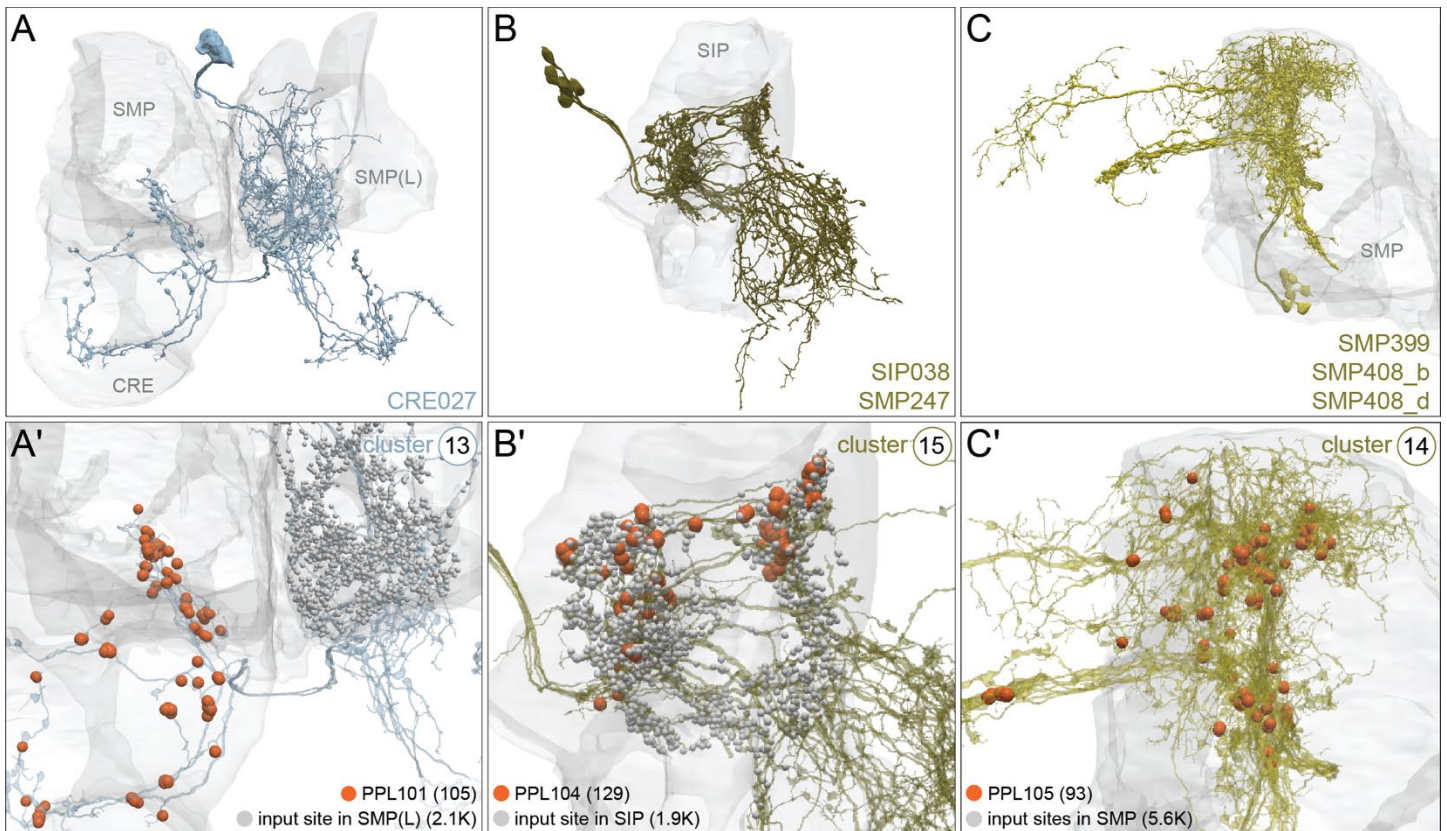 A
SMP
SMP(L)
CRE
CRE027
B
SIP
SIP038
SMP247
C
SMP
SMP399
SMP408_b
SMP408_d
A'
cluster 13
PPL101 (105)
input site in SMP(L) (2.1K)
B'
cluster 15
PPL104 (129)
input site in SIP (1.9K)
C'
cluster 14
PPL105 (93)
input sites in SMP (5.6K)